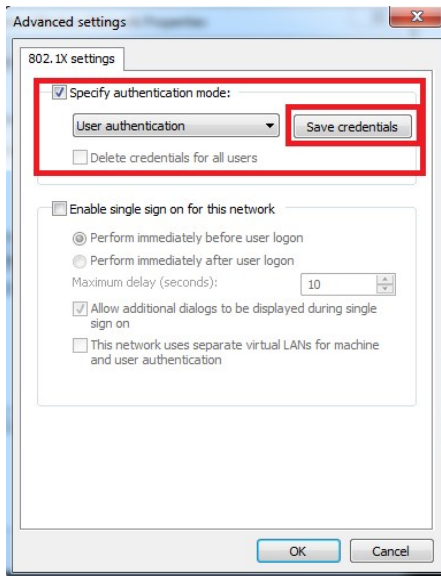 Advanced settings
802.1X settings
Specify authentication mode:
User authentication
Save credentials
Delete credentials for all users
Enable single sign on for this network
Perform immediately before user logon
Perform immediately after user logon
Maximum delay (seconds):
10
Allow additional dialogs to be displayed during single
sign on
This network uses separate virtual LANs for machine
and user authentication
OK
Cancel